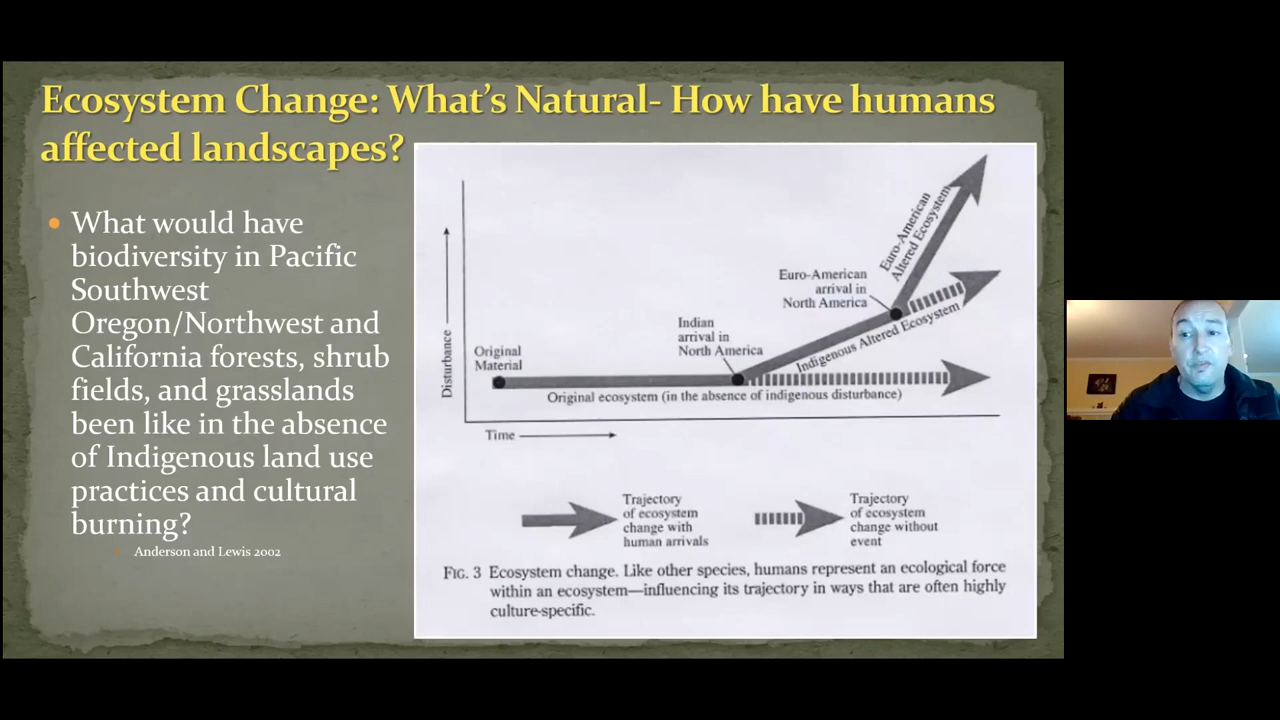 Ecosystem Change: What's Natural- How have humans
affected landscapes?
What would have
biodiversity in Pacific
Southwest
Oregon/Northwest and
California forests, shrub
fields, and grasslands
been like in the absence
of Indigenous land use
practices and cultural
burning?
Anderson and Lewis 2002
Disturbance
Time
Original
Material
Indian
arrival in
North America
Euro-American
arrival in
North America
Euro-American
Altered Ecosystem
Indigenous Altered Ecosystem
Original ecosystem (in the absence of indigenous disturbance)
Trajectory
of ecosystem
change with
human arrivals
Trajectory
of ecosystem
change without
event
FIG. 3 Ecosystem change. Like other species, humans represent an ecological force
within an ecosystem—influencing its trajectory in ways that are often highly
culture-specific.